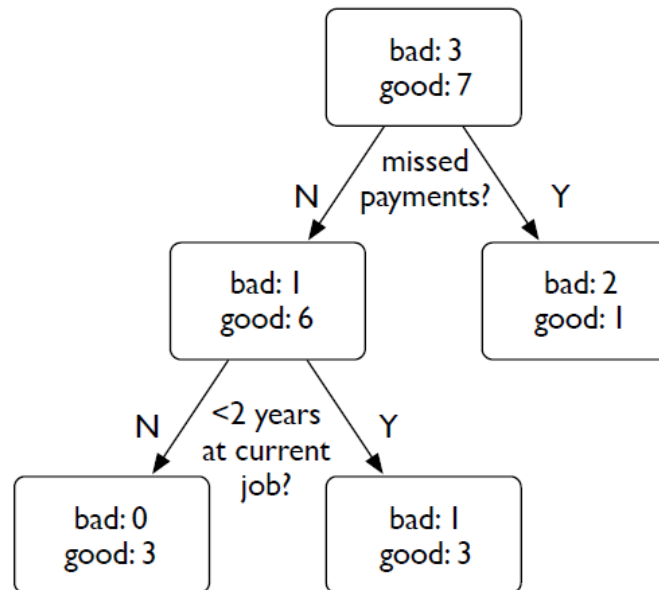 bad: 3
good: 7
missed
payments?
N
Y
bad: 1
good: 6
bad: 2
good: 1
<2 years
at current
job?
N
Y
bad: 0
good: 3
bad: 1
good: 3